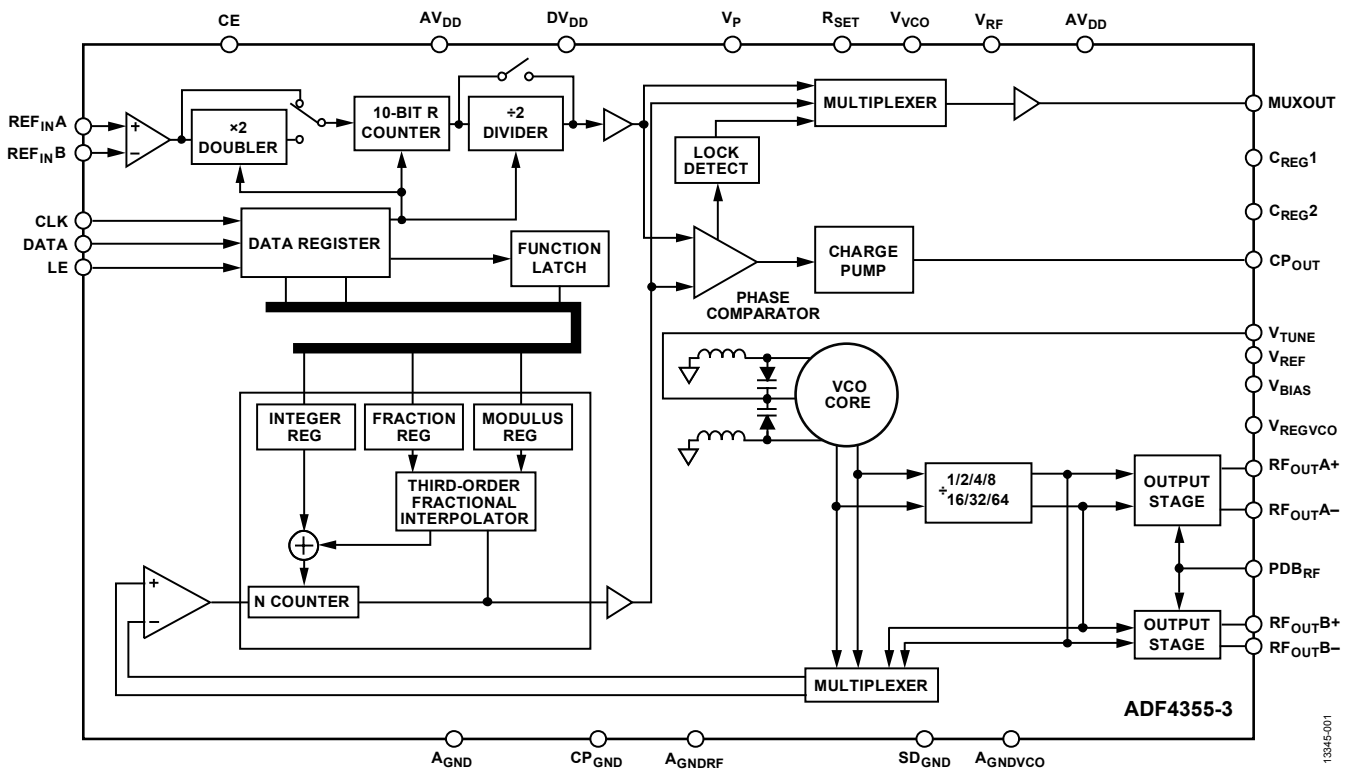 CE
AVDD
DVDD
VP
RSET
VVCO
VRF
AVDD
REFINA
REFINB
+
−
×2
DOUBLER
10-BIT R
COUNTER
÷2
DIVIDER
MULTIPLEXER
MUXOUT
LOCK
DETECT
CREG1
CREG2
CLK
DATA
LE
DATA REGISTER
FUNCTION
LATCH
CHARGE
PUMP
CPOUT
PHASE
COMPARATOR
VTUNE
VREF
VBIAS
VREGVCO
VCO
CORE
INTEGER
REG
FRACTION
REG
MODULUS
REG
THIRD-ORDER
FRACTIONAL
INTERPOLATOR
+
N COUNTER
+
−
÷
1/2/4/8
16/32/64
OUTPUT
STAGE
RFOUTA+
RFOUTA−
PDBRF
OUTPUT
STAGE
RFOUTB+
RFOUTB−
MULTIPLEXER
ADF4355-3
AGND
CPGND
AGNDRF
SDGND
AGNDVCO
13345-001